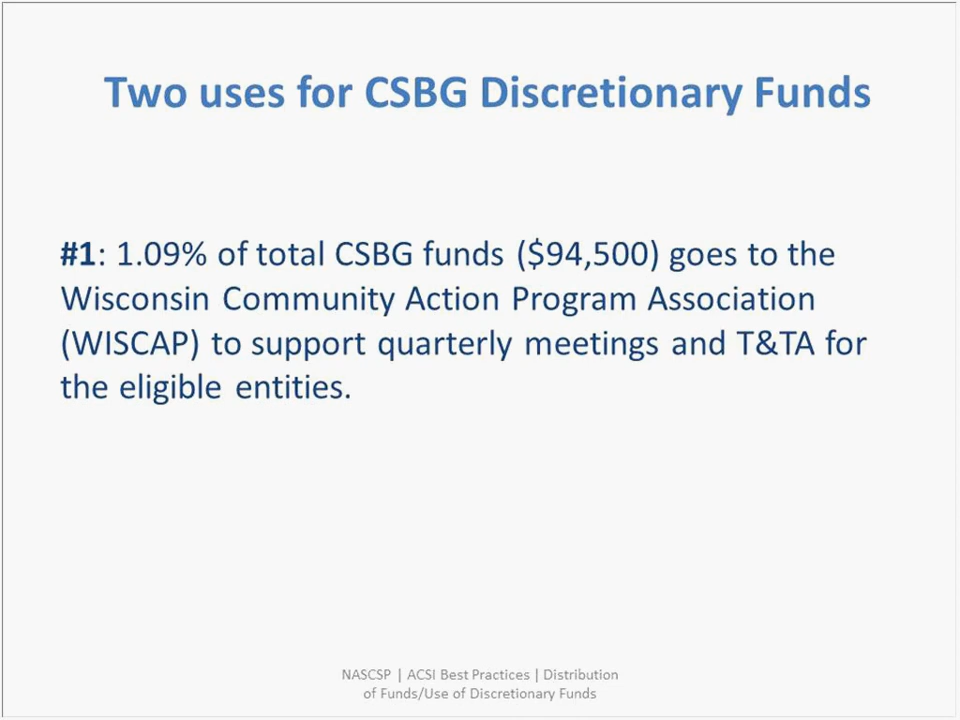 Two uses for CSBG Discretionary Funds
#1: 1.09% of total CSBG funds ($94,500) goes to the
Wisconsin Community Action Program Association
(WISCAP) to support quarterly meetings and T&TA for
the eligible entities.
NASCSP | ACSI Best Practices | Distribution
of Funds/Use of Discretionary Funds